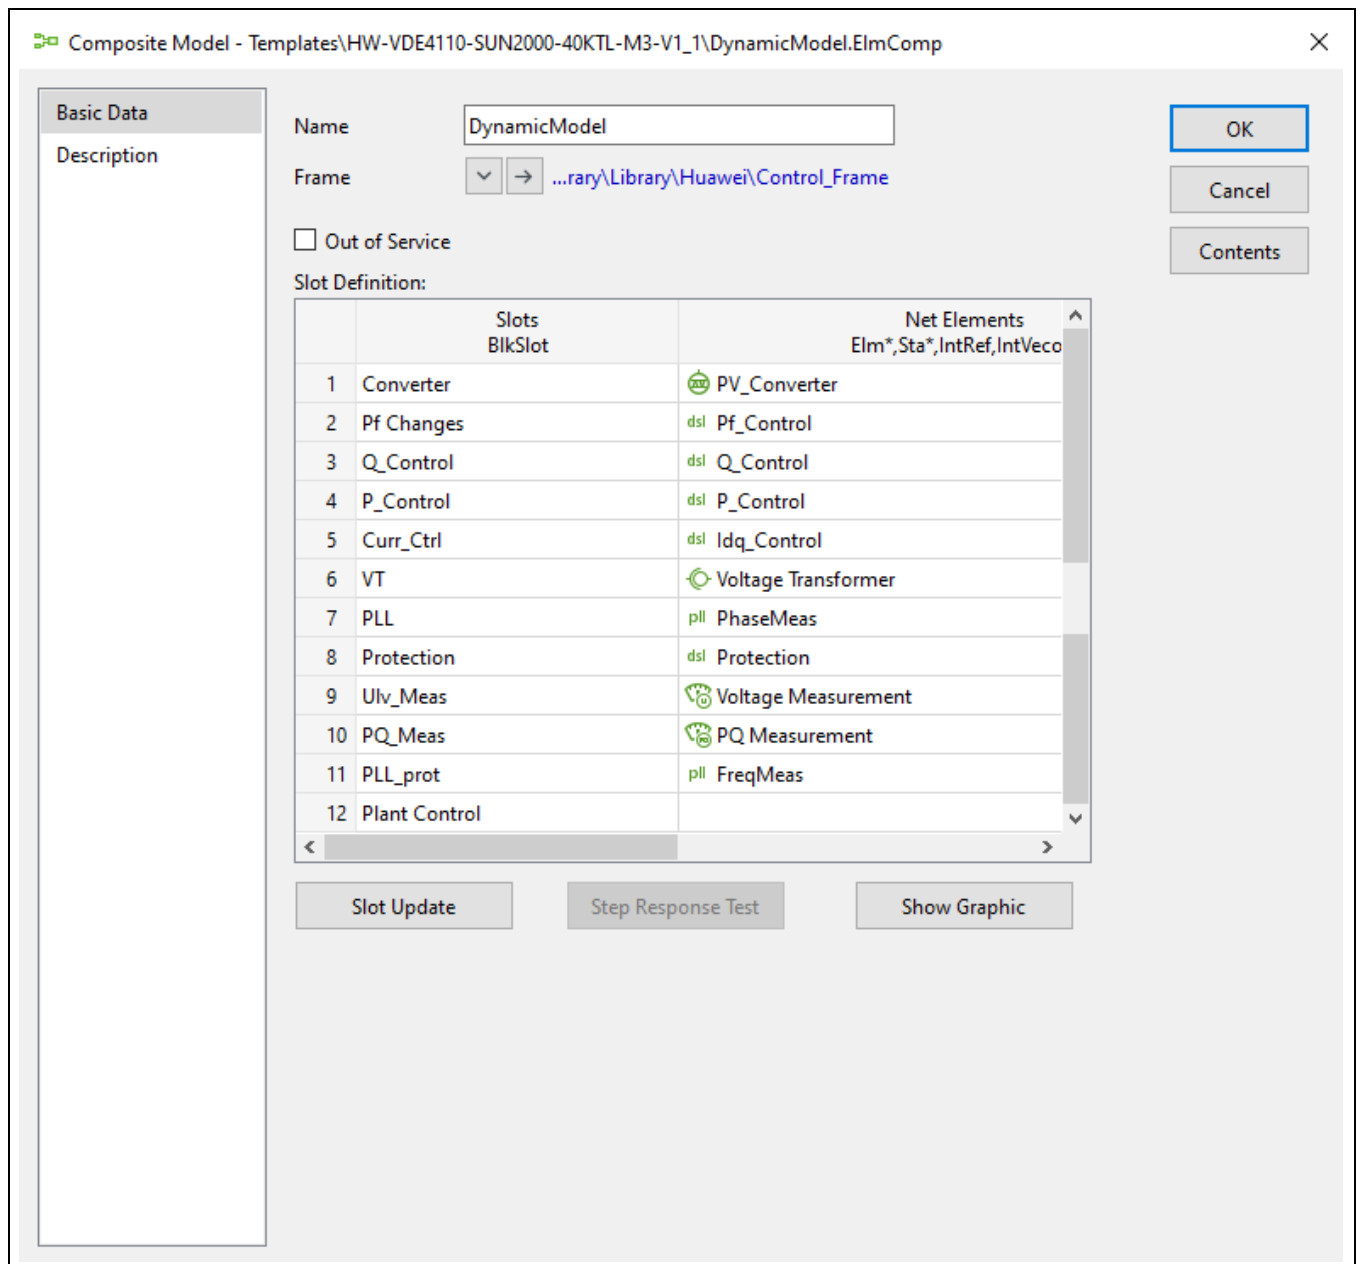 Composite Model - Templates\HW-VDE4110-SUN2000-40KTL-M3-V1_1\DynamicModel.ElmComp
Basic Data
Description
Name DynamicModel
Frame ...rary\Library\Huawei\Control_Frame
Out of Service
Slot Definition:
OK
Cancel
Contents
Slots Net Elements
BlkSlot Elm*,Sta*,IntRef,IntVeco
1 Converter PV_Converter
2 Pf Changes dsl Pf_Control
3 Q_Control dsl Q_Control
4 P_Control dsl P_Control
5 Curr_Ctrl dsl Idq_Control
6 VT Voltage Transformer
7 PLL pll PhaseMeas
8 Protection dsl Protection
9 Ulv_Meas Voltage Measurement
10 PQ_Meas PQ Measurement
11 PLL_prot pll FreqMeas
12 Plant Control
Slot Update Step Response Test Show Graphic